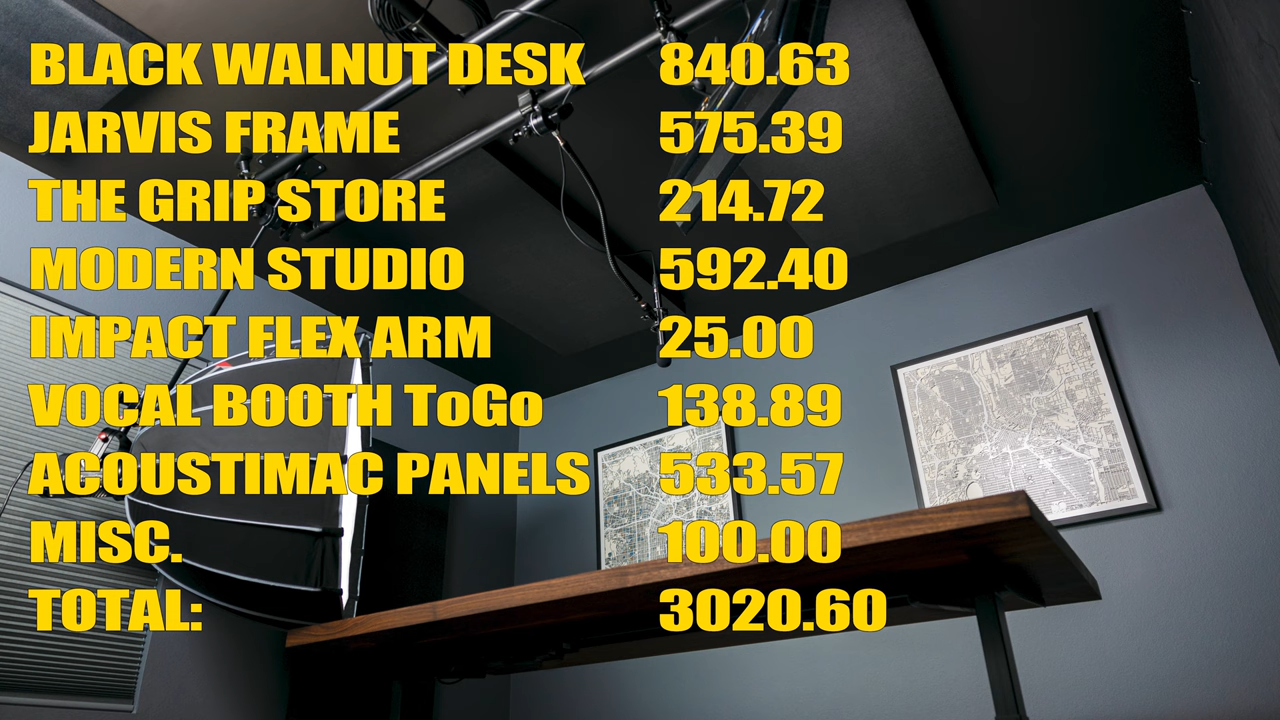 BLACK WALNUT DESK 840.63
JARVIS FRAME 575.39
THE GRIP STORE 214.72
MODERN STUDIO 592.40
IMPACT FLEX ARM 25.00
VOCAL BOOTH ToGo 138.89
ACOUSTIMAC PANELS 533.57
MISC. 100.00
TOTAL: 3020.60